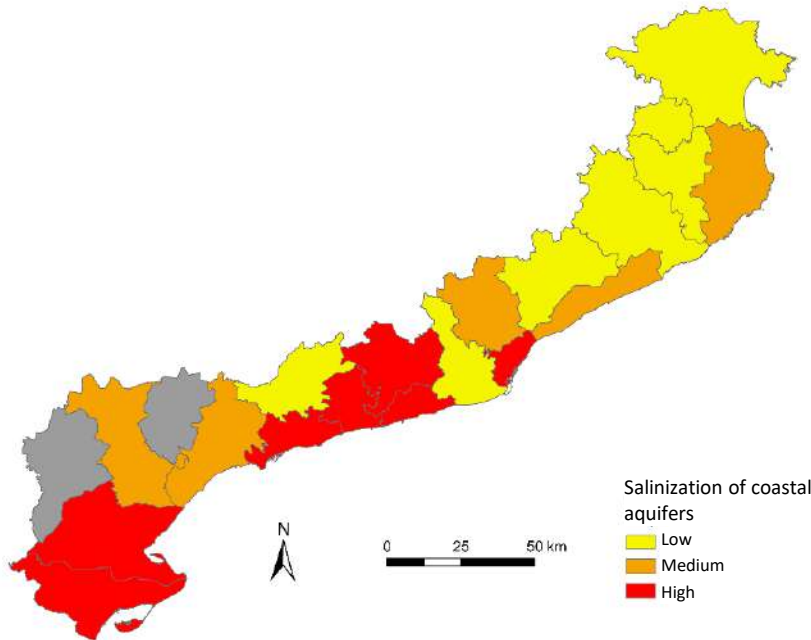 N
0 25 50 km
Salinization of coastal
aquifers
Low
Medium
High